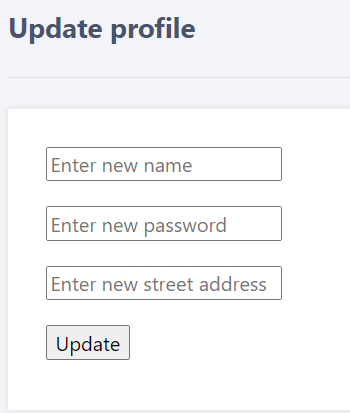 Update profile
Enter new name
Enter new password
Enter new street address
Update